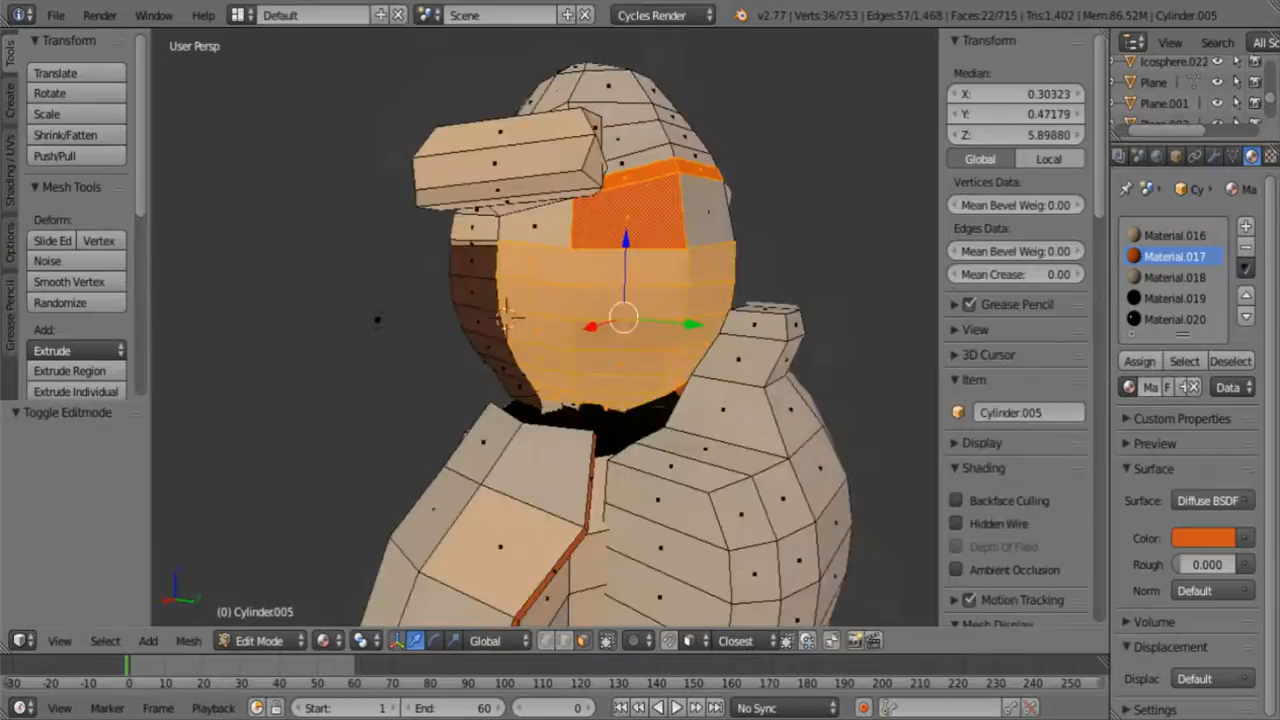 File Render Window Help Default Scene Cycles Render v2.77 | Verts:36/753 | Edges:57/1,468 | Faces:22/715 | Tris:1,402 | Mem:86.52M | Cylinder.005
Tools
Create
Shading / UVs
Options
Grease Pencil
Transform
Translate
Rotate
Scale
Shrink/Fatten
Push/Pull
Mesh Tools
Deform:
Slide Ed Vertex
Noise
Smooth Vertex
Randomize
Add:
Extrude
Extrude Region
Extrude Individual
Toggle Editmode
User Persp
(0) Cylinder.005
Transform
Median:
X: 0.30323
Y: 0.47179
Z: 5.89880
Global Local
Vertices Data:
Mean Bevel Weig: 0.00
Edges Data:
Mean Bevel Weig: 0.00
Mean Crease: 0.00
Grease Pencil
View
3D Cursor
Item
Cylinder.005
Display
Shading
Backface Culling
Hidden Wire
Depth Of Field
Ambient Occlusion
Motion Tracking
Mesh Display
View Search All Sc
Icosphere.022
Plane
Plane.001
Cy Ma
Material.016
Material.017
Material.018
Material.019
Material.020
Assign Select Deselect
Ma F Data
Custom Properties
Preview
Surface
Surface: Diffuse BSDF
Color:
Rough 0.000
Norm Default
Volume
Displacement
Displac Default
Settings
View Select Add Mesh Edit Mode Global Closest
-30 -20 -10 0 10 20 30 40 50 60 70 80 90 100 110 120 130 140 150 160 170 180 190 200 210 220 230 240 250
View Marker Frame Playback Start: 1 End: 60 0 No Sync